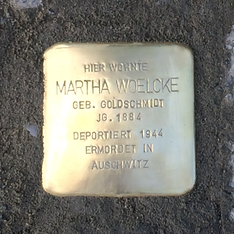 HIER WOHNTE
MARTHA WOELCKE
GEB. GOLDSCHMIDT
JG. 1884
DEPORTIERT 1944
ERMORDET IN
AUSCHWITZ